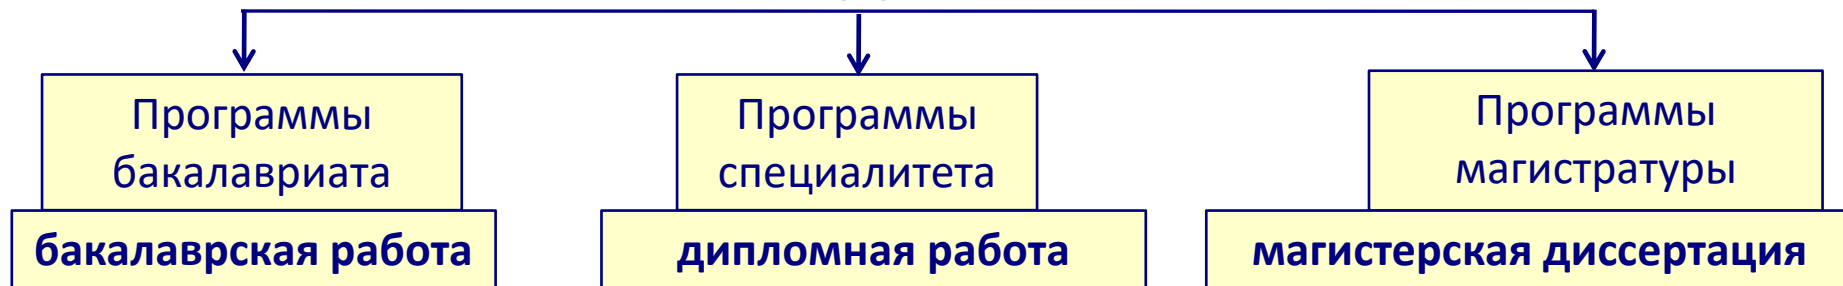 Программы
бакалавриата
бакалаврская работа
Программы
специалитета
дипломная работа
Программы
магистратуры
магистерская диссертация